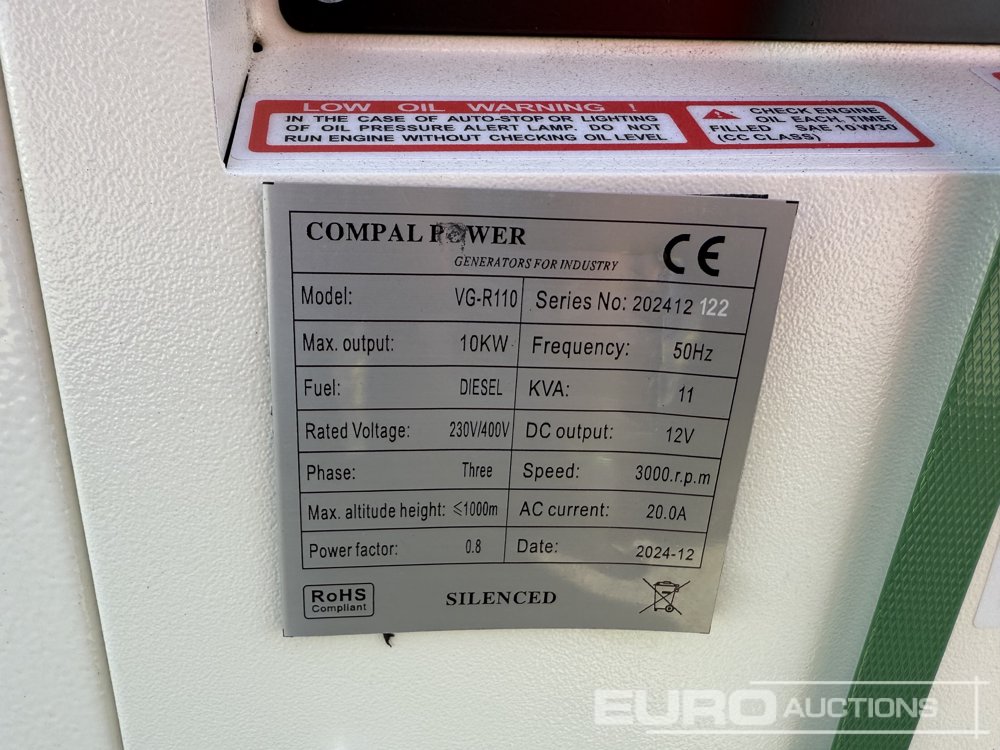 LOW OIL WARNING !
IN THE CASE OF AUTO-STOP OR LIGHTING
OF OIL PRESSURE ALERT LAMP. DO NOT
RUN ENGINE WITHOUT CHECKING OIL LEVEL
CHECK ENGINE
OIL EACH. TIME
FILLED SAE 10W30
(CC CLASS)
COMPAL POWER
GENERATORS FOR INDUSTRY
CE
Model: VG-R110 Series No: 202412 122
Max. output: 10KW Frequency: 50Hz
Fuel: DIESEL KVA: 11
Rated Voltage: 230V/400V DC output: 12V
Phase: Three Speed: 3000.r.p.m
Max. altitude height: ≤1000m AC current: 20.0A
Power factor: 0.8 Date: 2024-12
RoHS
Compliant
SILENCED
EURO AUCTIONS